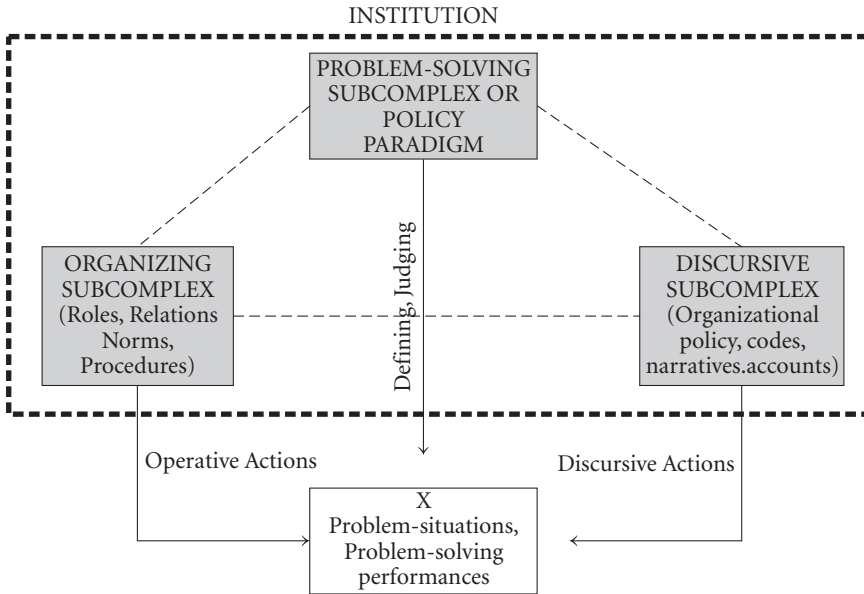 INSTITUTION
PROBLEM-SOLVING
SUBCOMPLEX OR
POLICY
PARADIGM
ORGANIZING
SUBCOMPLEX
(Roles, Relations
Norms,
Procedures)
Defining, Judging
DISCURSIVE
SUBCOMPLEX
(Organizational
policy, codes,
narratives.accounts)
Operative Actions
Discursive Actions
X
Problem-situations,
Problem-solving
performances